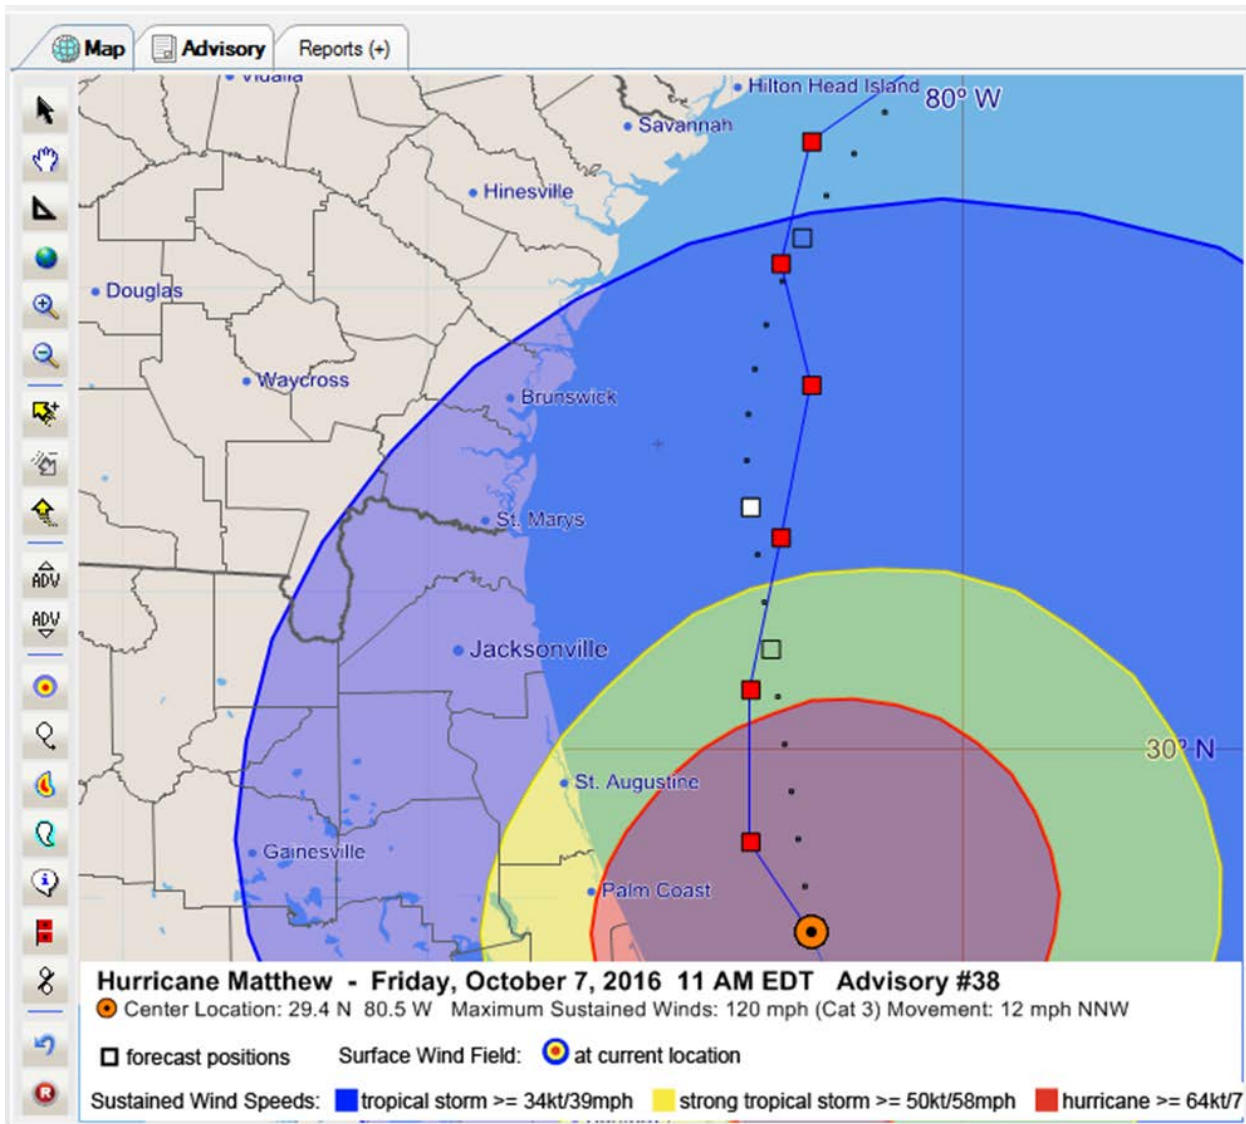 Map
Advisory
Reports (+)
Vidalia
Hilton Head Island
80° W
Savannah
Hinesville
Douglas
Waycross
Brunswick
St. Marys
ADV
ADV
Jacksonville
30° N
St. Augustine
Gainesville
Palm Coast
Hurricane Matthew - Friday, October 7, 2016 11 AM EDT Advisory #38
Center Location: 29.4 N 80.5 W Maximum Sustained Winds: 120 mph (Cat 3) Movement: 12 mph NNW
forecast positions Surface Wind Field: at current location
Sustained Wind Speeds: tropical storm >= 34kt/39mph strong tropical storm >= 50kt/58mph hurricane >= 64kt/7
R